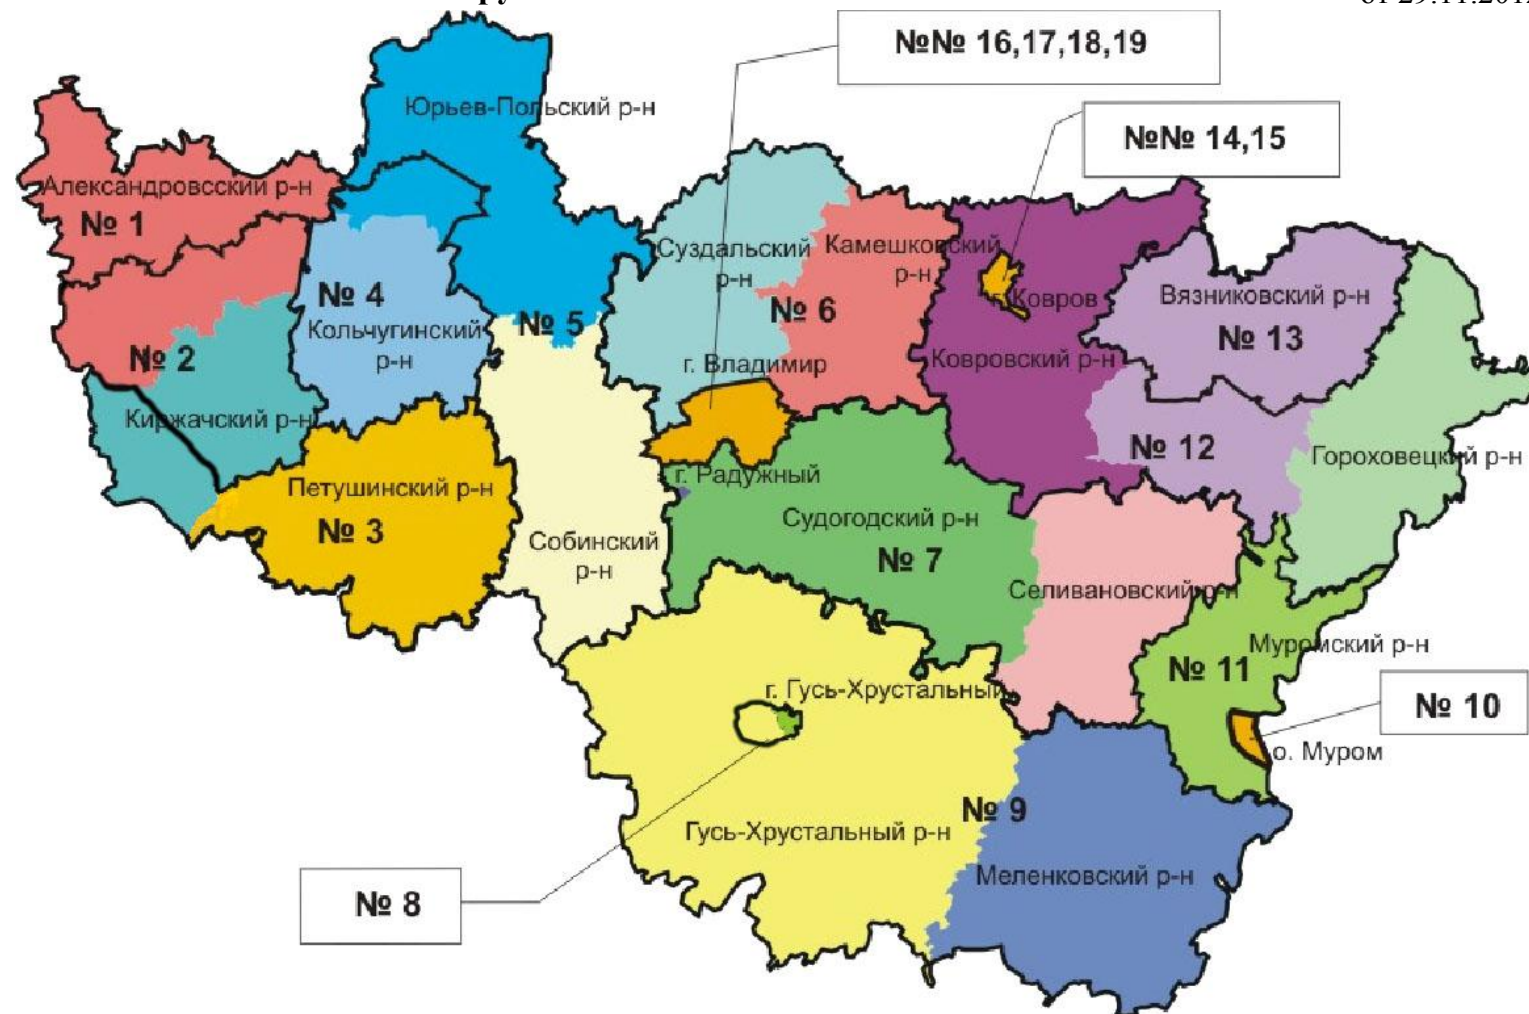 №№ 16,17,18,19
Юрьев-Польский р-н
№№ 14,15
Александровсский р-н
№ 1
Суздальский
р-н
Камешковский
р-н
№ 4
г. Ковров
Вязниковский р-н
№ 6
№ 5
Кольчугинский
р-н
№ 13
№ 2
г. Владимир
Ковровский р-н
Киржачский р-н
№ 12
Гороховецкий р-н
г. Радужный
Петушинский р-н
№ 3
Судогодский р-н
Собинский
р-н
№ 7
Селивановский р-н
Муромский р-н
№ 11
г. Гусь-Хрустальный
№ 10
о. Муром
№ 9
Гусь-Хрустальный р-н
Меленковский р-н
№ 8